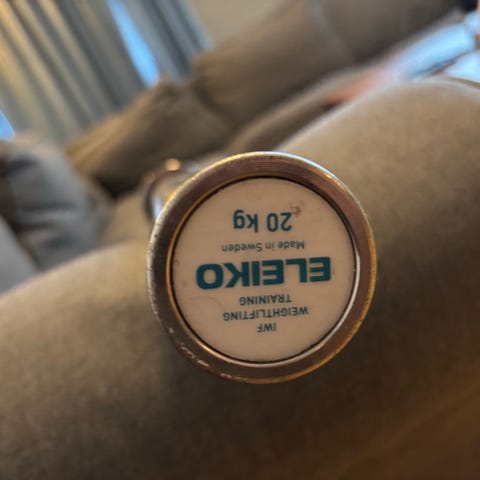 IWF
WEIGHTLIFTING
TRAINING
ELEIKO
Made in Sweden
20 kg